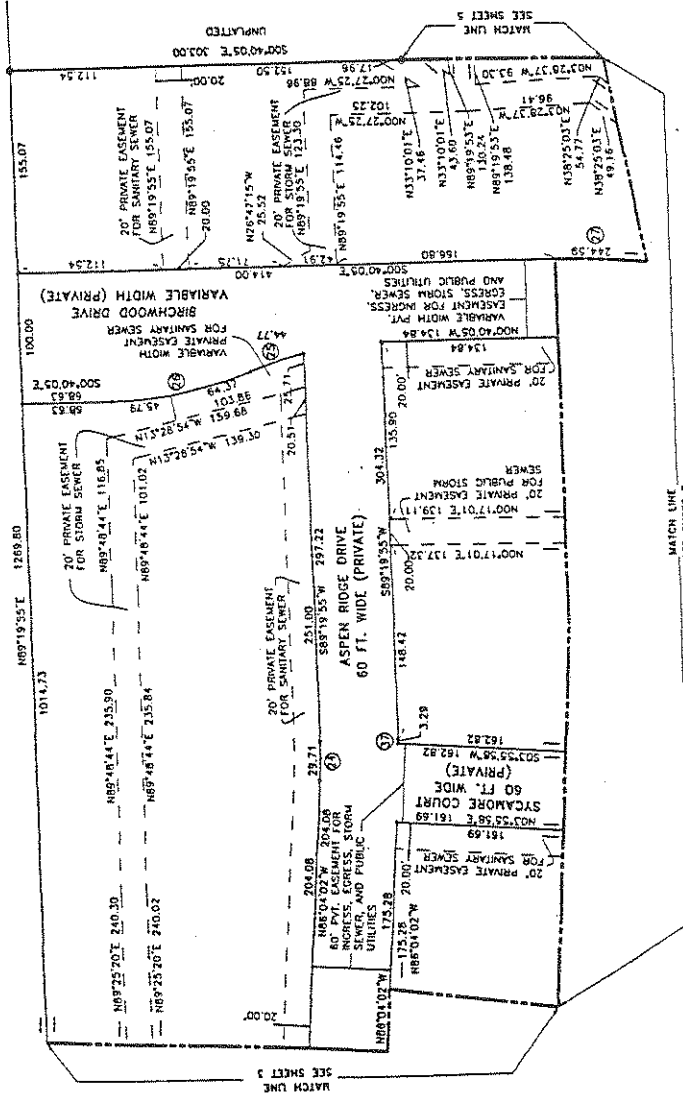 UNPLATTED
S00°40'05"E 303.00
112.54
152.50
17.96
20.00'
MATCH LINE
SEE SHEET 5
155.07
20' PRIVATE EASEMENT
FOR SANITARY SEWER
N89°19'55"E 155.07
N89°19'55"E 155.07
20.00
N26°47'15"W
25.52
20' PRIVATE EASEMENT
FOR STORM SEWER
N89°19'55"E 123.30
N89°19'55"E 114.46
N00°27'25"W
88.96
102.25
N00°27'25"W
N33°10'01"E
37.46
N33°10'01"E
43.60
N89°19'53"E
130.24
N89°19'53"E
138.48
N03°28'37"W 93.30
96.41
N03°28'37"W
N38°25'03"E
54.77
N38°25'03"E
49.16
112.54
71.75
42.91
414.00
166.80
244.59
27
S00°40'05"E
100.00
BIRCHWOOD DRIVE
VARIABLE WIDTH (PRIVATE)
VARIABLE WIDTH
PRIVATE EASEMENT
FOR SANITARY SEWER
44.77
25
VARIABLE WIDTH PVT.
EASEMENT FOR INGRESS,
EGRESS, STORM SEWER,
AND PUBLIC UTILITIES
N00°40'05"W 134.84
134.84
S00°40'05"E
68.63
68.63
26
45.79
64.37
103.86
N13°28'54"W 159.68
N13°28'54"W 139.30
25.71
20.51
N89°19'55"E 1269.80
1014.73
20' PRIVATE EASEMENT
FOR STORM SEWER
N89°48'44"E 116.85
N89°48'44"E 101.02
N89°48'44"E 235.90
N89°48'44"E 235.84
N89°25'20"E 240.30
N89°25'20"E 240.02
20' PRIVATE EASEMENT
FOR SANITARY SEWER
297.22
S89°19'55"W
251.00
ASPEN RIDGE DRIVE
60 FT. WIDE (PRIVATE)
29.71
24
204.08
N86°04'02"W 204.08
60' PVT. EASEMENT FOR
INGRESS, EGRESS, STORM
SEWER, AND PUBLIC
UTILITIES
20.00'
304.32
135.90
20.00'
20' PRIVATE EASEMENT
FOR SANITARY SEWER
S89°19'55"W
148.42
20.00'
20' PRIVATE EASEMENT
FOR PUBLIC STORM
SEWER
N00°17'01"E 139.11
N00°17'01"E 137.32
37
3.29
162.82
S03°55'58"W 162.82
SYCAMORE COURT
60 FT. WIDE
(PRIVATE)
N03°55'58"E 161.69
161.69
20' PRIVATE EASEMENT
FOR SANITARY SEWER
175.28
20.00'
175.28
N86°04'02"W
N86°04'02"W
MATCH LINE
SEE SHEET 3
MATCH LINE